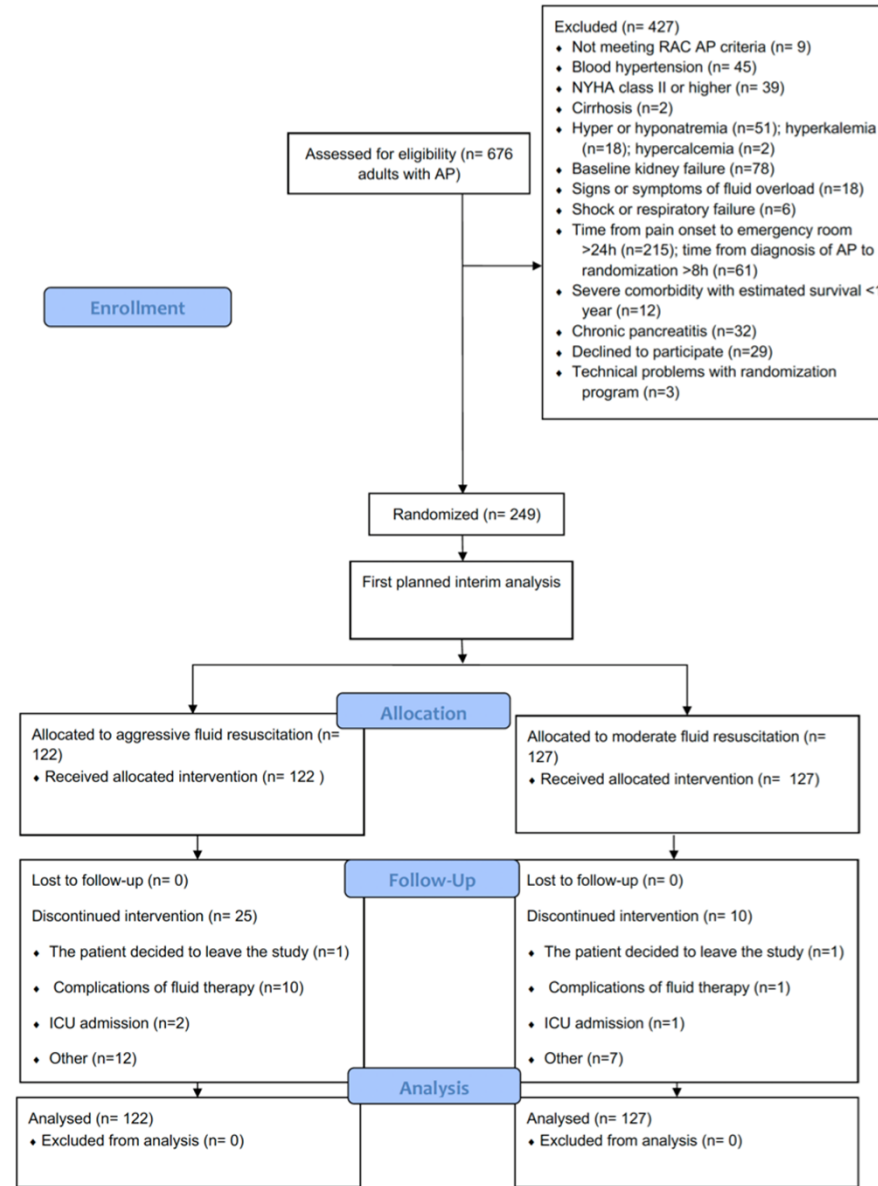 Excluded (n= 427)
♦ Not meeting RAC AP criteria (n= 9)
♦ Blood hypertension (n= 45)
♦ NYHA class II or higher (n= 39)
♦ Cirrhosis (n=2)
♦ Hyper or hyponatremia (n=51); hyperkalemia
(n=18); hypercalcemia (n=2)
♦ Baseline kidney failure (n=78)
♦ Signs or symptoms of fluid overload (n=18)
♦ Shock or respiratory failure (n=6)
♦ Time from pain onset to emergency room
>24h (n=215); time from diagnosis of AP to
randomization >8h (n=61)
♦ Severe comorbidity with estimated survival <1
year (n=12)
♦ Chronic pancreatitis (n=32)
♦ Declined to participate (n=29)
♦ Technical problems with randomization
program (n=3)
Assessed for eligibility (n= 676
adults with AP)
Enrollment
Randomized (n= 249)
First planned interim analysis
Allocation
Allocated to aggressive fluid resuscitation (n=
122)
♦ Received allocated intervention (n= 122 )
Allocated to moderate fluid resuscitation (n=
127)
♦ Received allocated intervention (n= 127)
Follow-Up
Lost to follow-up (n= 0)
Discontinued intervention (n= 25)
♦ The patient decided to leave the study (n=1)
♦ Complications of fluid therapy (n=10)
♦ ICU admission (n=2)
♦ Other (n=12)
Lost to follow-up (n= 0)
Discontinued intervention (n= 10)
♦ The patient decided to leave the study (n=1)
♦ Complications of fluid therapy (n=1)
♦ ICU admission (n=1)
♦ Other (n=7)
Analysis
Analysed (n= 122)
♦ Excluded from analysis (n= 0)
Analysed (n= 127)
♦ Excluded from analysis (n= 0)